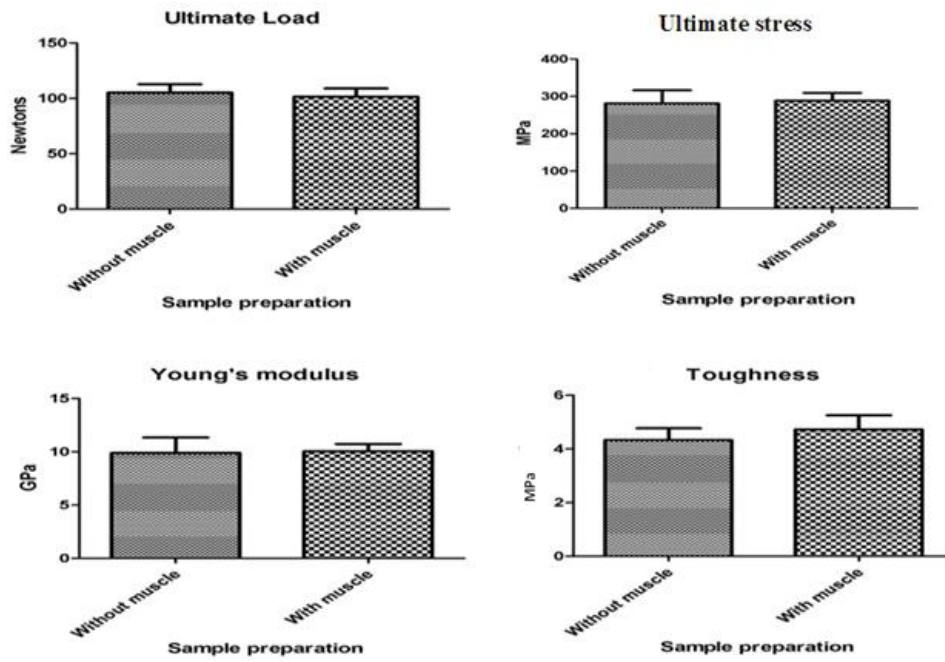 Ultimate Load
150
100
50
0
Newtons
Without muscle
With muscle
Sample preparation
Ultimate stress
400
300
200
100
0
MPa
Without muscle
With muscle
Sample preparation
Young's modulus
15
10
5
0
GPa
Without muscle
With muscle
Sample preparation
Toughness
6
4
2
0
MPa
Without muscle
With muscle
Sample preparation